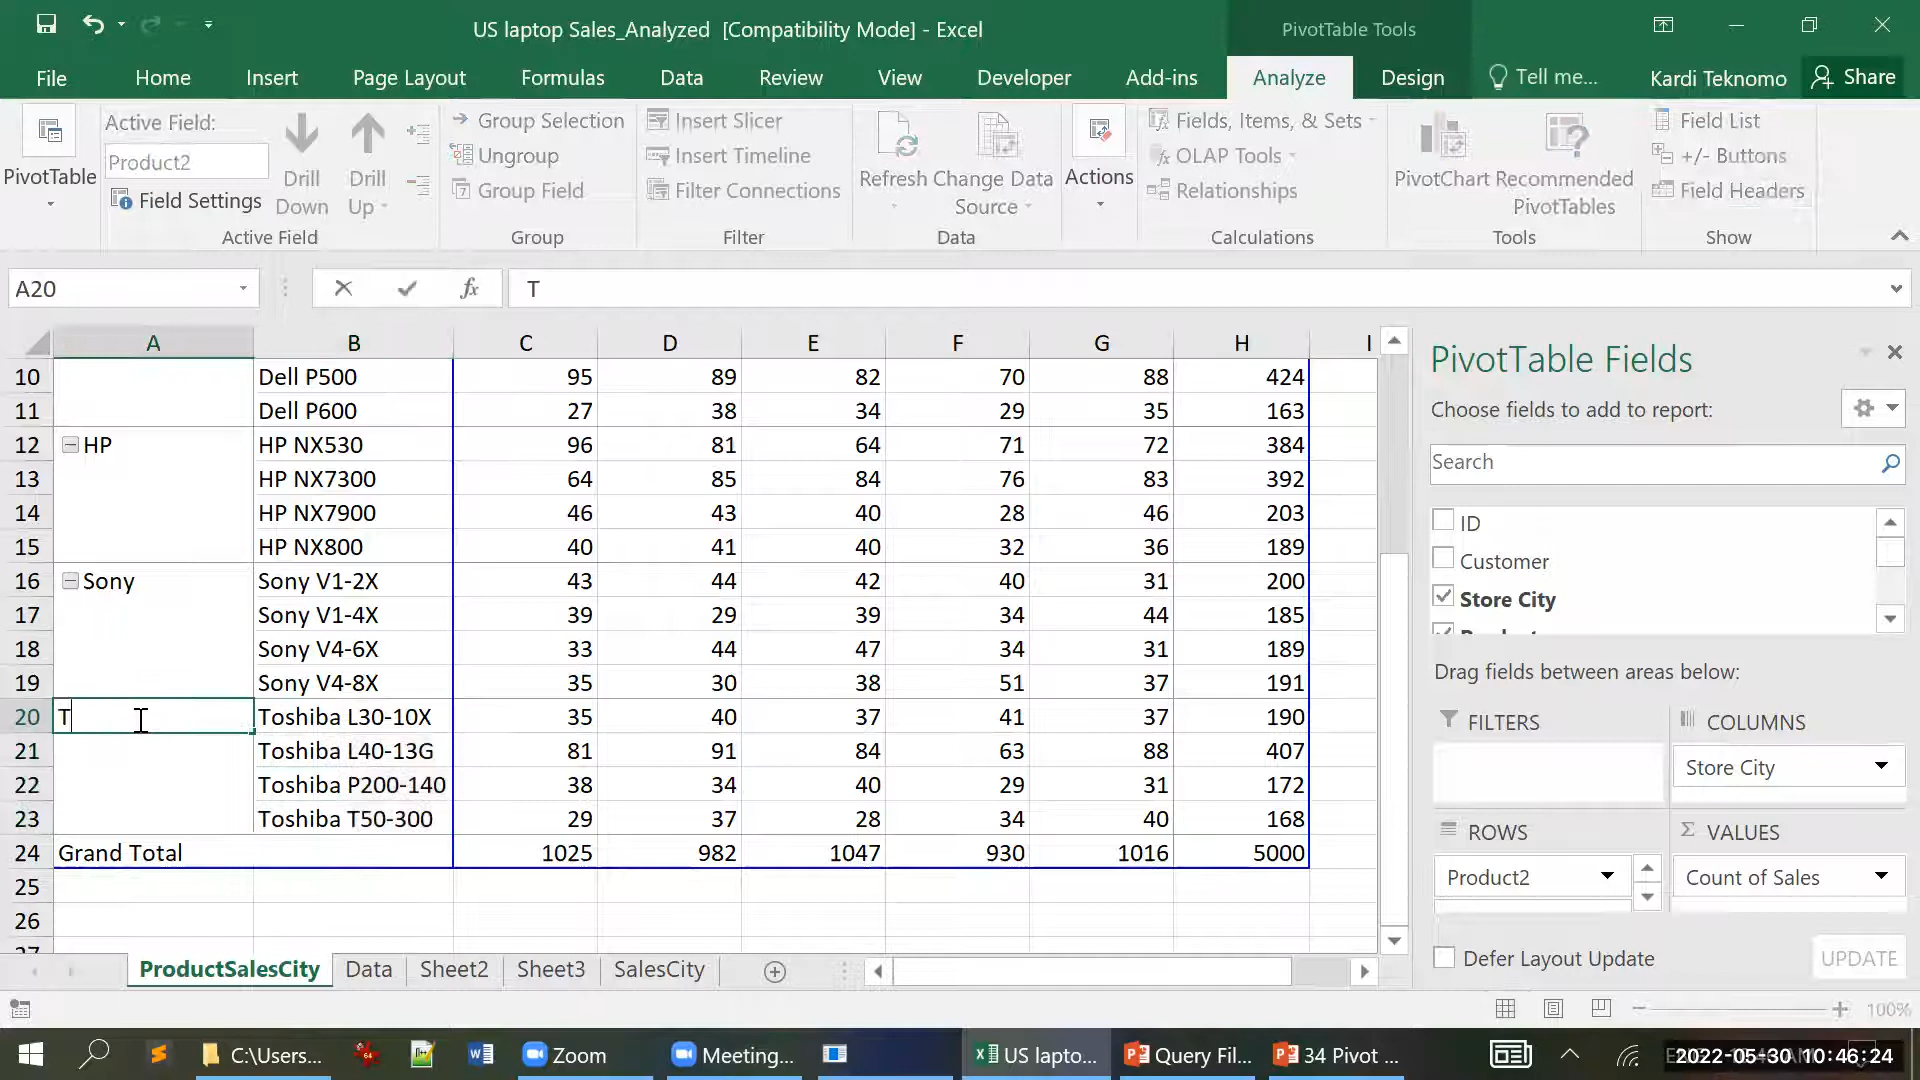 US laptop Sales_Analyzed [Compatibility Mode] - Excel
PivotTable Tools
File Home Insert Page Layout Formulas Data Review View Developer Add-ins Analyze Design Tell me... Kardi Teknomo Share
PivotTable
Active Field:
Product2
Field Settings
Drill Down
Drill Up
Active Field
Group Selection
Ungroup
Group Field
Group
Insert Slicer
Insert Timeline
Filter Connections
Filter
Refresh
Change Data Source
Data
Actions
Fields, Items, & Sets
OLAP Tools
Relationships
Calculations
PivotChart
Recommended PivotTables
Tools
Field List
+/- Buttons
Field Headers
Show
A20
fx
T
A B C D E F G H I
10 Dell P500 95 89 82 70 88 424
11 Dell P600 27 38 34 29 35 163
12 HP HP NX530 96 81 64 71 72 384
13 HP NX7300 64 85 84 76 83 392
14 HP NX7900 46 43 40 28 46 203
15 HP NX800 40 41 40 32 36 189
16 Sony Sony V1-2X 43 44 42 40 31 200
17 Sony V1-4X 39 29 39 34 44 185
18 Sony V4-6X 33 44 47 34 31 189
19 Sony V4-8X 35 30 38 51 37 191
20 T Toshiba L30-10X 35 40 37 41 37 190
21 Toshiba L40-13G 81 91 84 63 88 407
22 Toshiba P200-140 38 34 40 29 31 172
23 Toshiba T50-300 29 37 28 34 40 168
24 Grand Total 1025 982 1047 930 1016 5000
25
26
PivotTable Fields
Choose fields to add to report:
Search
ID
Customer
Store City
Drag fields between areas below:
FILTERS
COLUMNS
Store City
ROWS
Σ VALUES
Product2
Count of Sales
Defer Layout Update
UPDATE
ProductSalesCity Data Sheet2 Sheet3 SalesCity
100%
C:\Users... Zoom Meeting... US lapto... Query Fil... 34 Pivot ...
2022-05-30 10:46:24